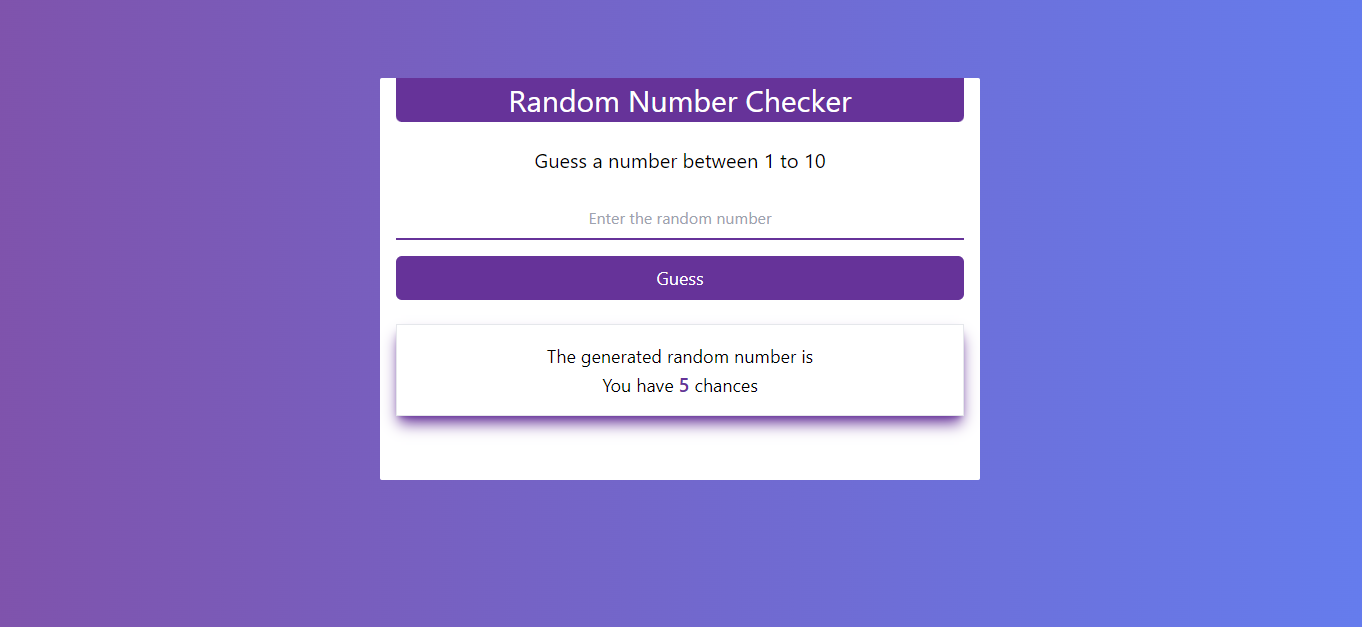 Random Number Checker
Guess a number between 1 to 10
Enter the random number
Guess
The generated random number is
You have 5 chances